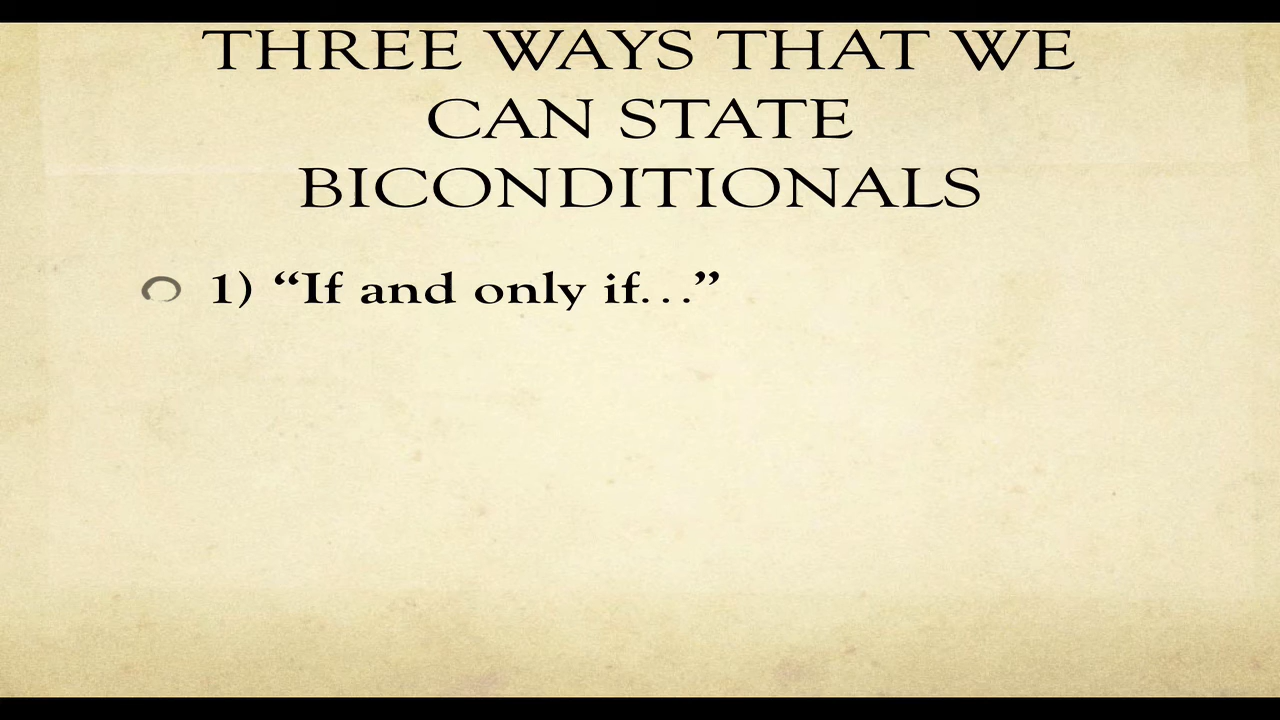 THREE WAYS THAT WE
CAN STATE
BICONDITIONALS
1) “If and only if…”